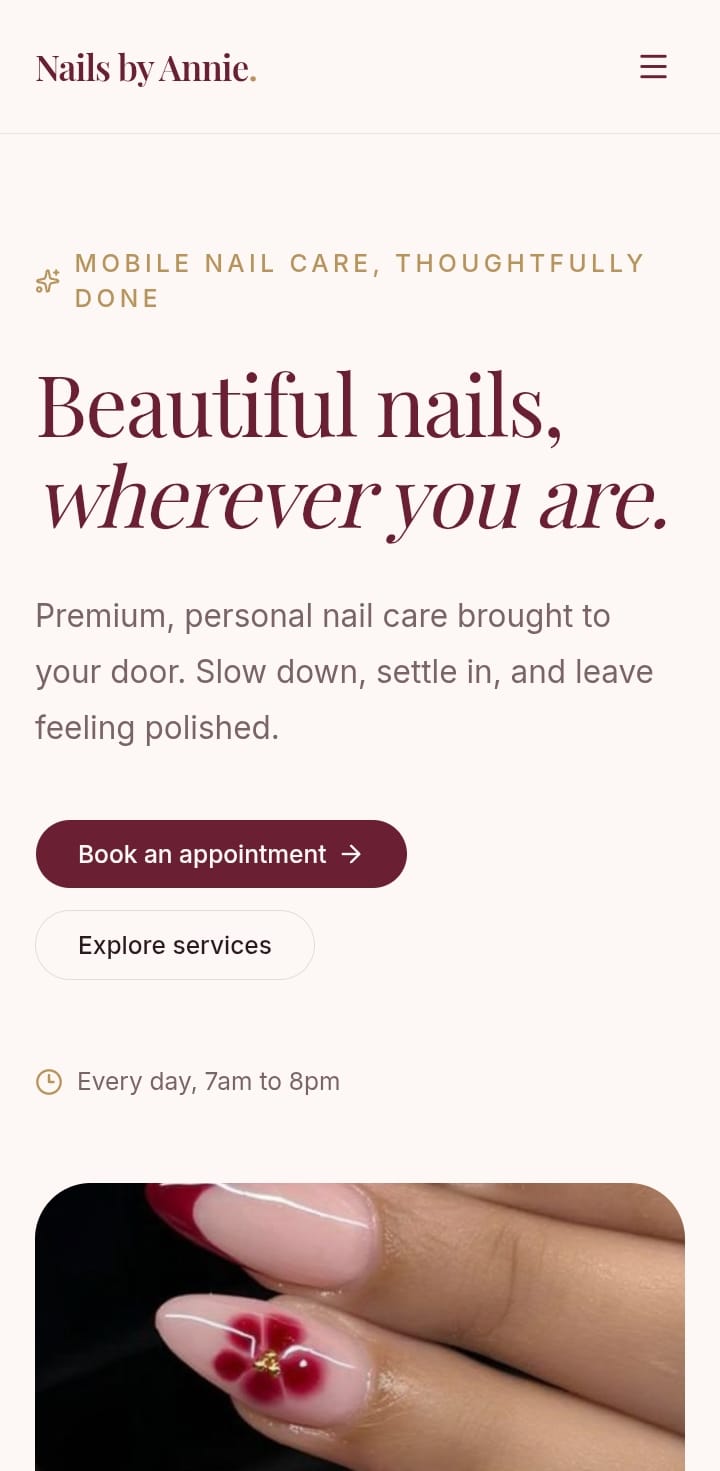 Nails by Annie.
MOBILE NAIL CARE, THOUGHTFULLY
DONE
Beautiful nails,
wherever you are.
Premium, personal nail care brought to
your door. Slow down, settle in, and leave
feeling polished.
Book an appointment →
Explore services
Every day, 7am to 8pm